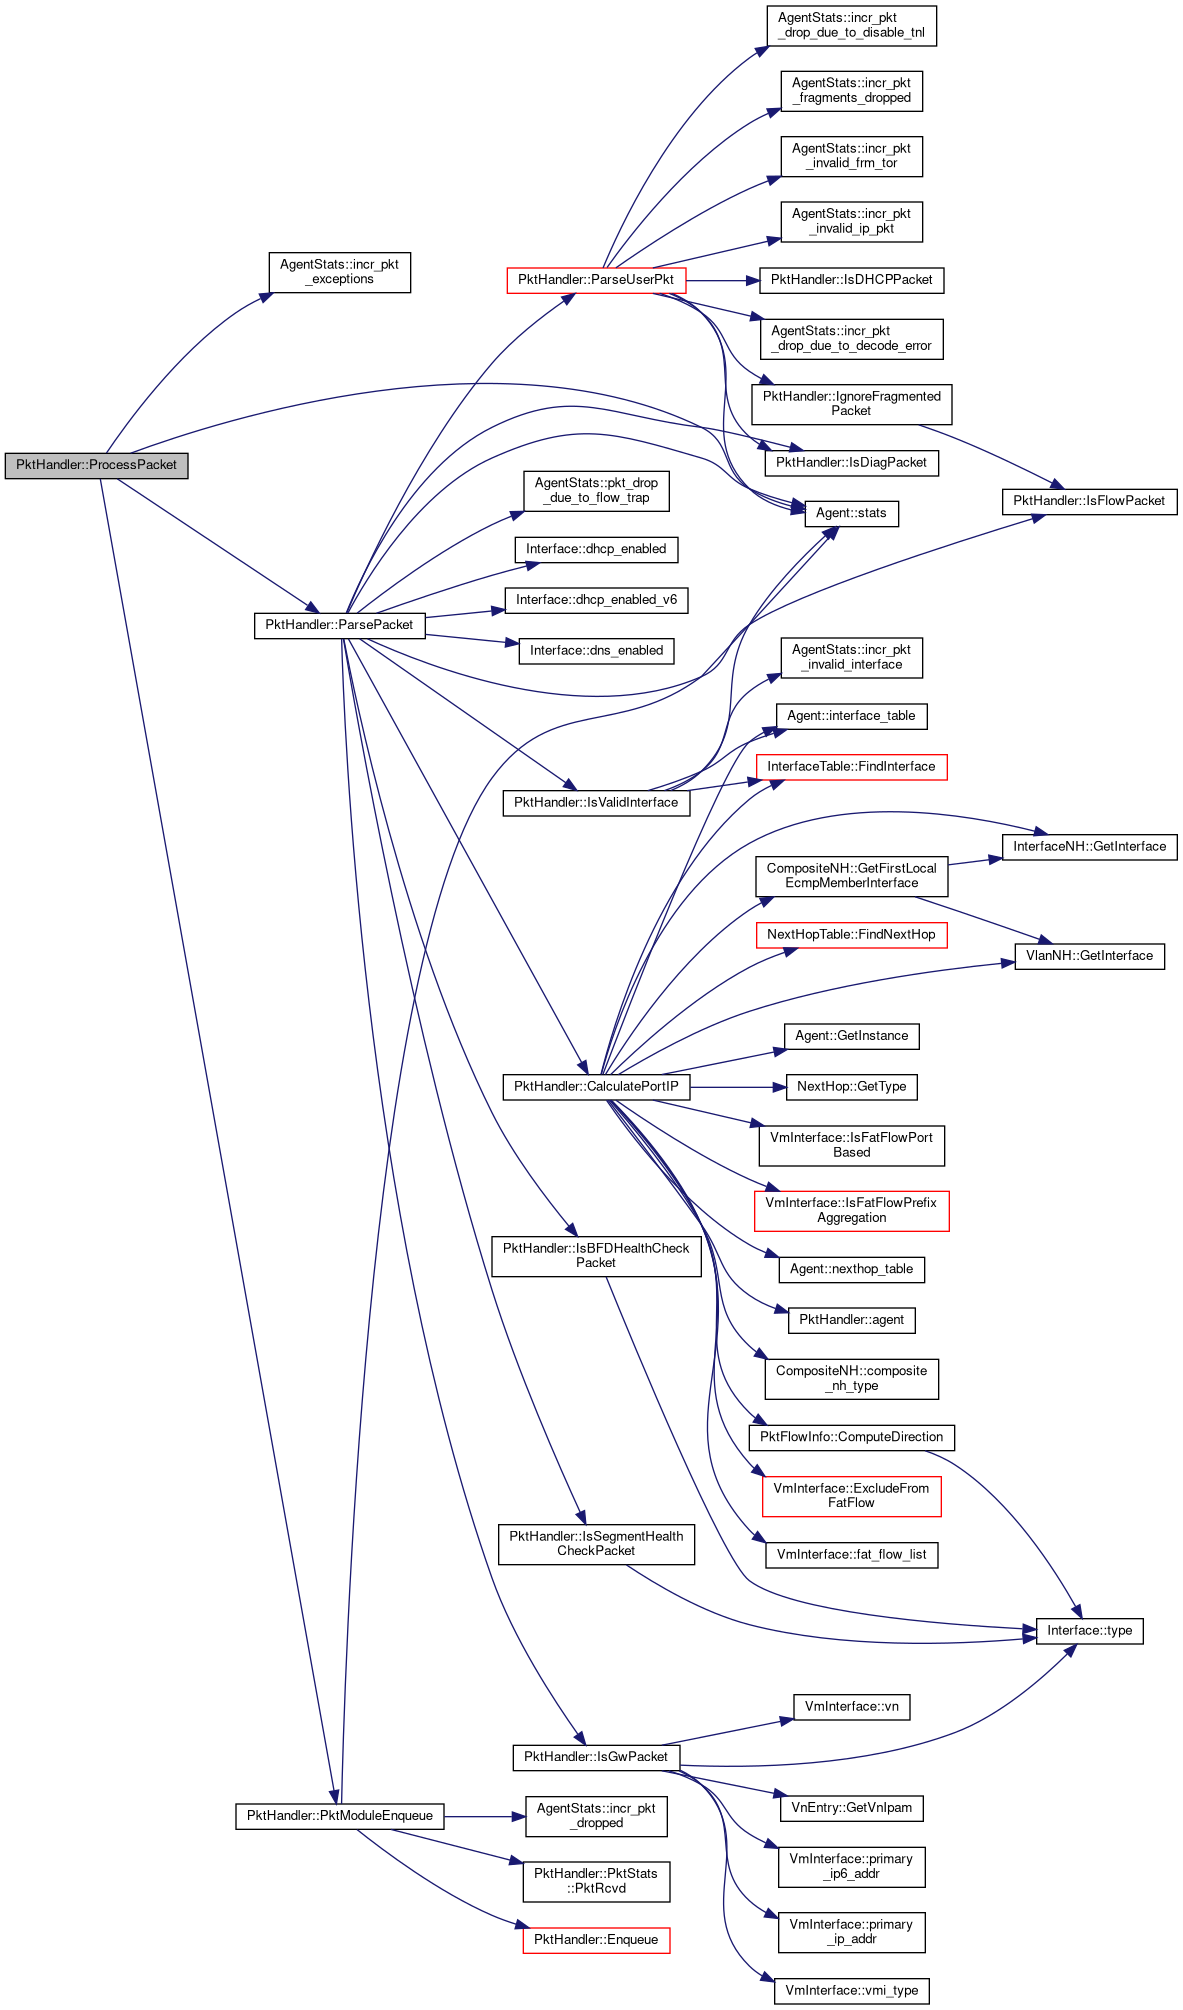 AgentStats::incr_pkt
_drop_due_to_disable_tnl
AgentStats::incr_pkt
_fragments_dropped
AgentStats::incr_pkt
_invalid_frm_tor
AgentStats::incr_pkt
_invalid_ip_pkt
AgentStats::incr_pkt
_exceptions
PktHandler::ParseUserPkt
PktHandler::IsDHCPPacket
AgentStats::incr_pkt
_drop_due_to_decode_error
PktHandler::IgnoreFragmented
Packet
PktHandler::ProcessPacket
PktHandler::IsDiagPacket
AgentStats::pkt_drop
_due_to_flow_trap
PktHandler::IsFlowPacket
Agent::stats
Interface::dhcp_enabled
Interface::dhcp_enabled_v6
PktHandler::ParsePacket
Interface::dns_enabled
AgentStats::incr_pkt
_invalid_interface
Agent::interface_table
InterfaceTable::FindInterface
PktHandler::IsValidInterface
InterfaceNH::GetInterface
CompositeNH::GetFirstLocal
EcmpMemberInterface
NextHopTable::FindNextHop
VlanNH::GetInterface
Agent::GetInstance
PktHandler::CalculatePortIP
NextHop::GetType
VmInterface::IsFatFlowPort
Based
VmInterface::IsFatFlowPrefix
Aggregation
PktHandler::IsBFDHealthCheck
Packet
Agent::nexthop_table
PktHandler::agent
CompositeNH::composite
_nh_type
PktFlowInfo::ComputeDirection
VmInterface::ExcludeFrom
FatFlow
PktHandler::IsSegmentHealth
CheckPacket
VmInterface::fat_flow_list
Interface::type
VmInterface::vn
PktHandler::IsGwPacket
VnEntry::GetVnIpam
PktHandler::PktModuleEnqueue
AgentStats::incr_pkt
_dropped
VmInterface::primary
_ip6_addr
PktHandler::PktStats
::PktRcvd
VmInterface::primary
_ip_addr
PktHandler::Enqueue
VmInterface::vmi_type